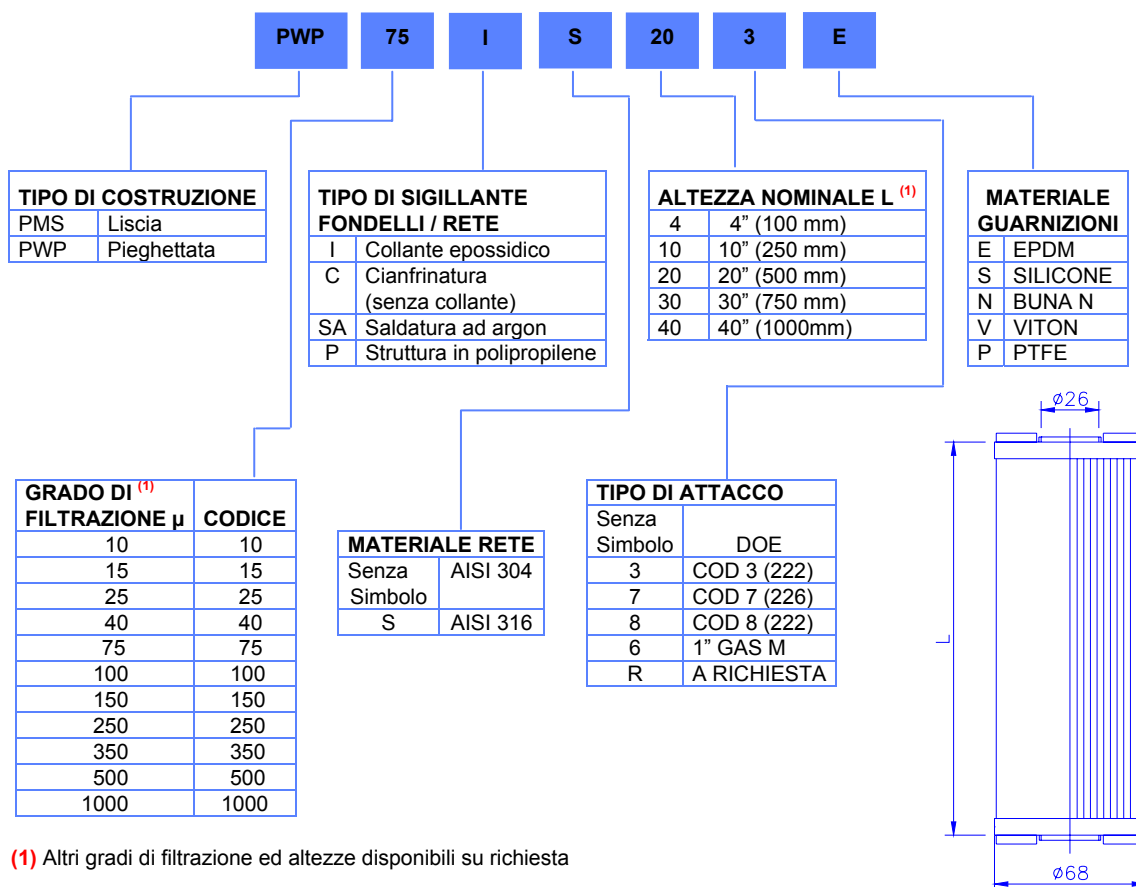 PWP 75 I S 20 3 E
TIPO DI COSTRUZIONE
PMS Liscia
PWP Pieghettata
TIPO DI SIGILLANTE
FONDELLI / RETE
I Collante epossidico
C Cianfrinatura
(senza collante)
SA Saldatura ad argon
P Struttura in polipropilene
ALTEZZA NOMINALE L (1)
4 4” (100 mm)
10 10” (250 mm)
20 20” (500 mm)
30 30” (750 mm)
40 40” (1000mm)
MATERIALE
GUARNIZIONI
E EPDM
S SILICONE
N BUNA N
V VITON
P PTFE
GRADO DI (1)
FILTRAZIONE µ CODICE
10 10
15 15
25 25
40 40
75 75
100 100
150 150
250 250
350 350
500 500
1000 1000
MATERIALE RETE
Senza AISI 304
Simbolo
S AISI 316
TIPO DI ATTACCO
Senza
Simbolo DOE
3 COD 3 (222)
7 COD 7 (226)
8 COD 8 (222)
6 1” GAS M
R A RICHIESTA
ø26
L
ø68
(1) Altri gradi di filtrazione ed altezze disponibili su richiesta